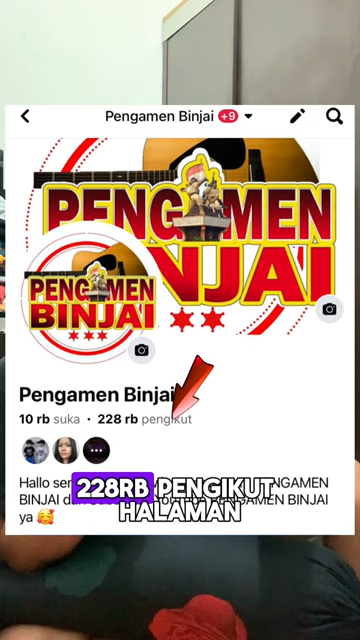 Pengamen Binjai +9
PENGAMEN
BINJAI
PENGAMEN
BINJAI
Pengamen Binjai
10 rb suka • 228 rb pengikut
Hallo
PENGAMEN
BINJAI
PENGAMEN BINJAI
ya 🥰
228RB PENGIKUT
HALAMAN